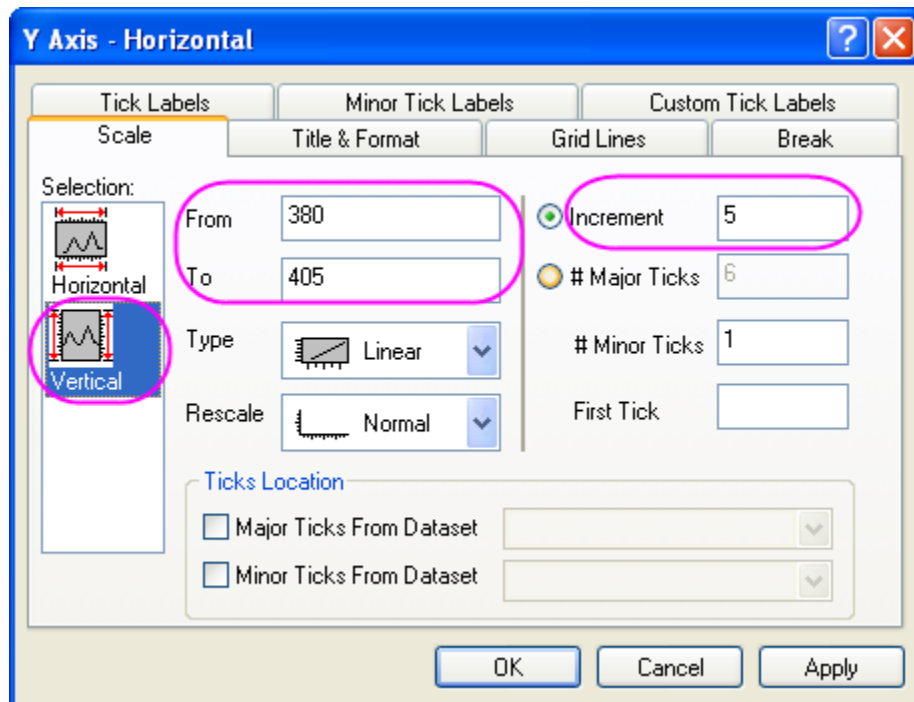 Y Axis - Horizontal
Tick Labels Minor Tick Labels Custom Tick Labels
Scale Title & Format Grid Lines Break
Selection:
Horizontal
Vertical
From 380
To 405
Type Linear
Rescale Normal
Increment 5
# Major Ticks 6
# Minor Ticks 1
First Tick
Ticks Location
Major Ticks From Dataset
Minor Ticks From Dataset
OK Cancel Apply